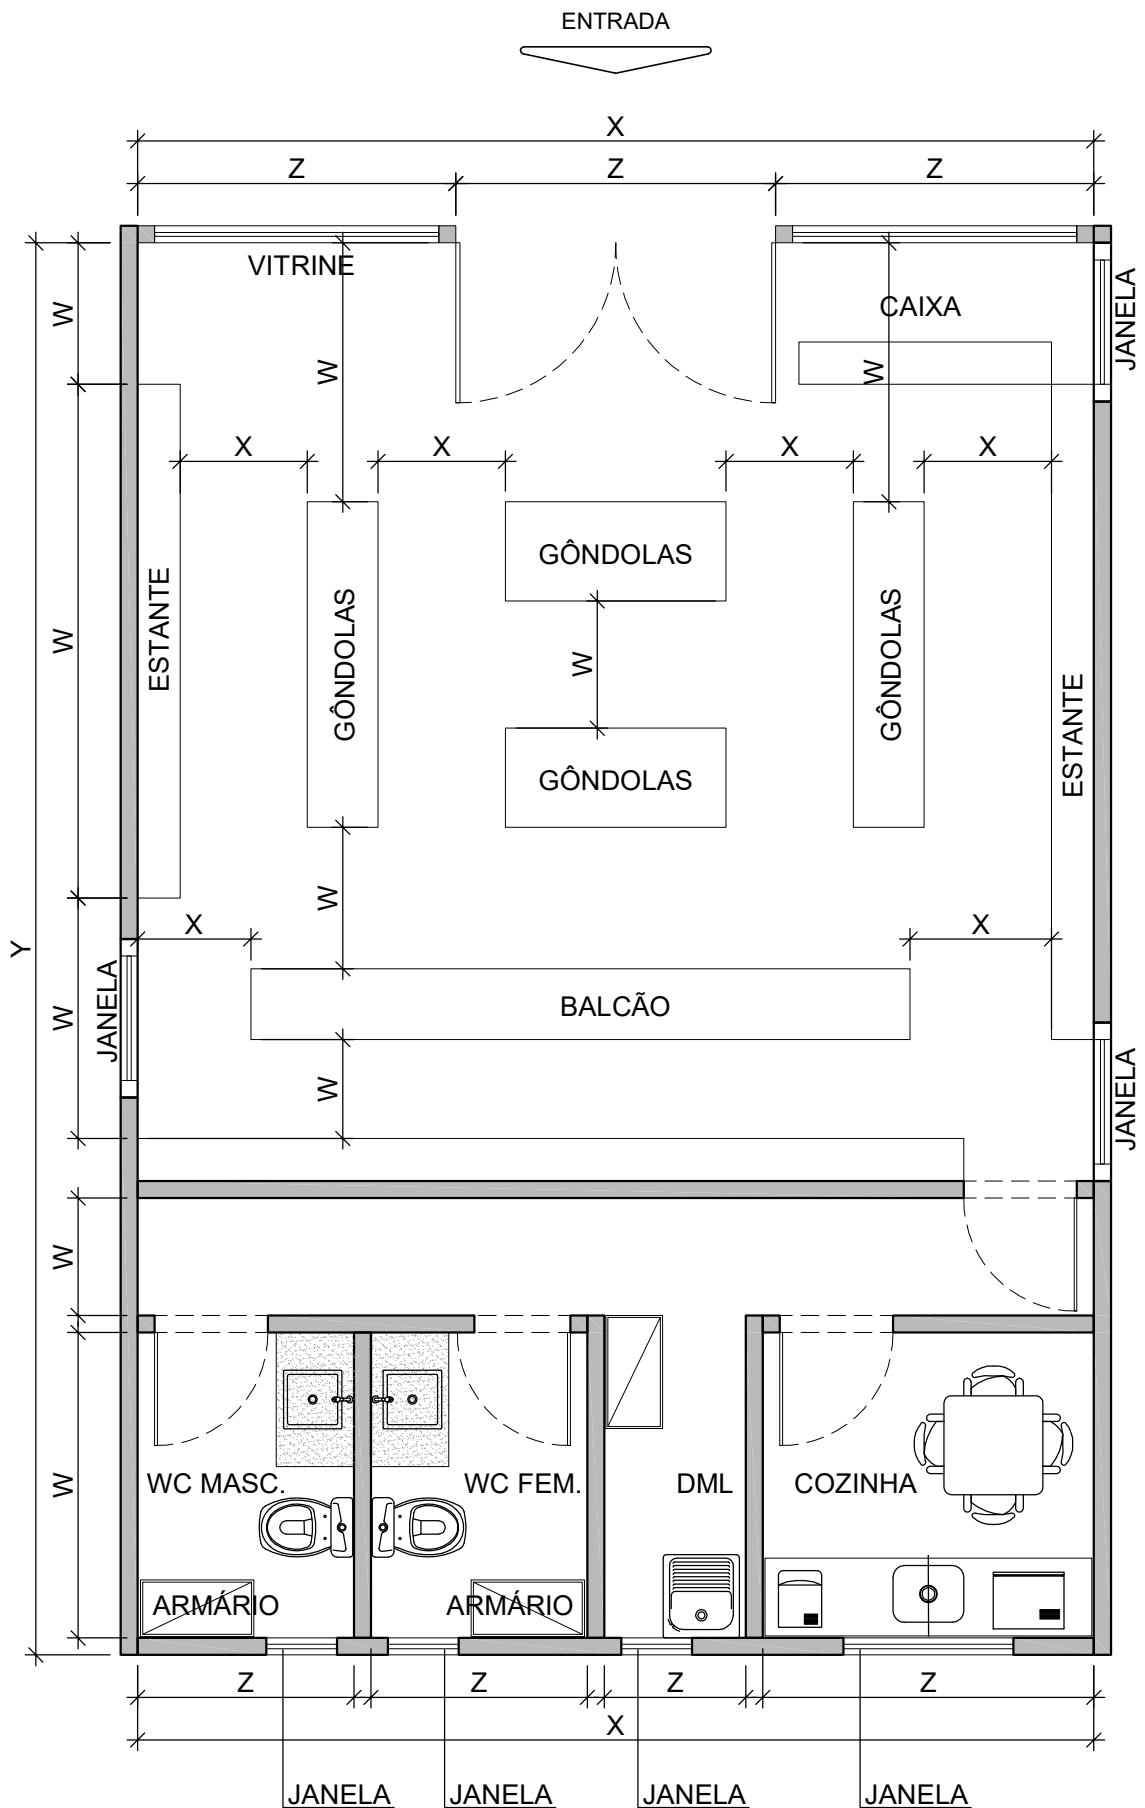 ENTRADA
X
Z
Z
Z
VITRINE
W
W
CAIXA
W
JANELA
X
X
X
X
GÔNDOLAS
ESTANTE
GÔNDOLAS
GÔNDOLAS
W
W
ESTANTE
GÔNDOLAS
W
X
X
Y
JANELA
W
BALCÃO
W
JANELA
W
W
WC MASC.
WC FEM.
DML
COZINHA
ARMÁRIO
ARMÁRIO
Z
Z
Z
Z
X
JANELA
JANELA
JANELA
JANELA